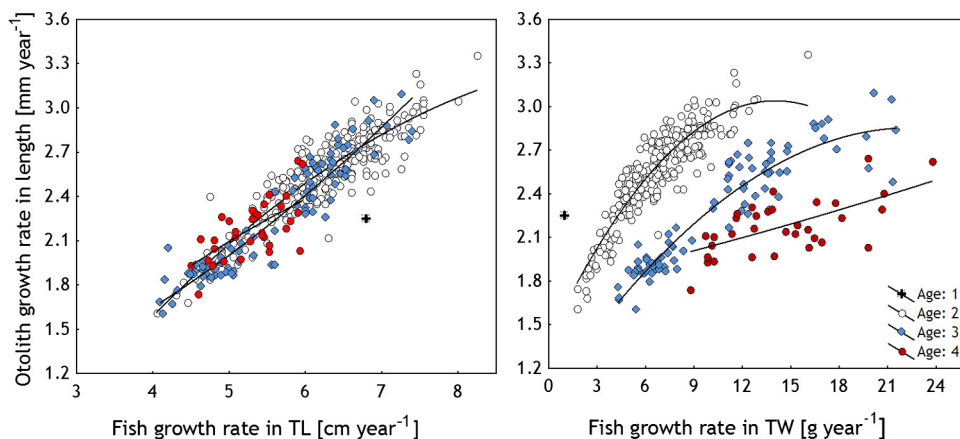 Otolith growth rate in length [mm year⁻¹]
3.6
3.3
3.0
2.7
2.4
2.1
1.8
1.5
1.2
3 4 5 6 7 8
Fish growth rate in TL [cm year⁻¹]
3.6
3.3
3.0
2.7
2.4
2.1
1.8
1.5
1.2
0 3 6 9 12 15 18 21 24
Fish growth rate in TW [g year⁻¹]
Age: 1
Age: 2
Age: 3
Age: 4